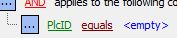 ... AND applies to the following co
... PlcID equals <empty>